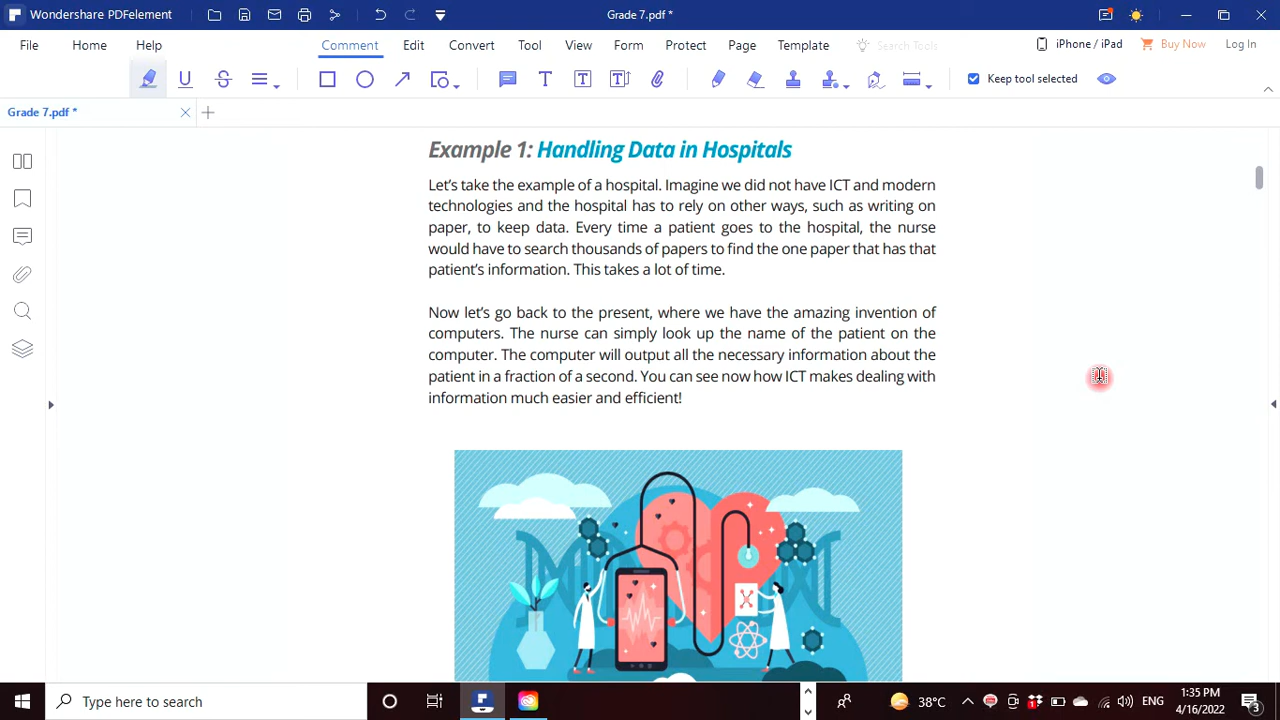 Wondershare PDFelement
Grade 7.pdf *
File Home Help Comment Edit Convert Tool View Form Protect Page Template Search Tools iPhone / iPad Buy Now Log In
Keep tool selected
Grade 7.pdf *
Example 1: Handling Data in Hospitals
Let's take the example of a hospital. Imagine we did not have ICT and modern
technologies and the hospital has to rely on other ways, such as writing on
paper, to keep data. Every time a patient goes to the hospital, the nurse
would have to search thousands of papers to find the one paper that has that
patient's information. This takes a lot of time.
Now let's go back to the present, where we have the amazing invention of
computers. The nurse can simply look up the name of the patient on the
computer. The computer will output all the necessary information about the
patient in a fraction of a second. You can see now how ICT makes dealing with
information much easier and efficient!
Type here to search
38°C
ENG
1:35 PM
4/16/2022
3